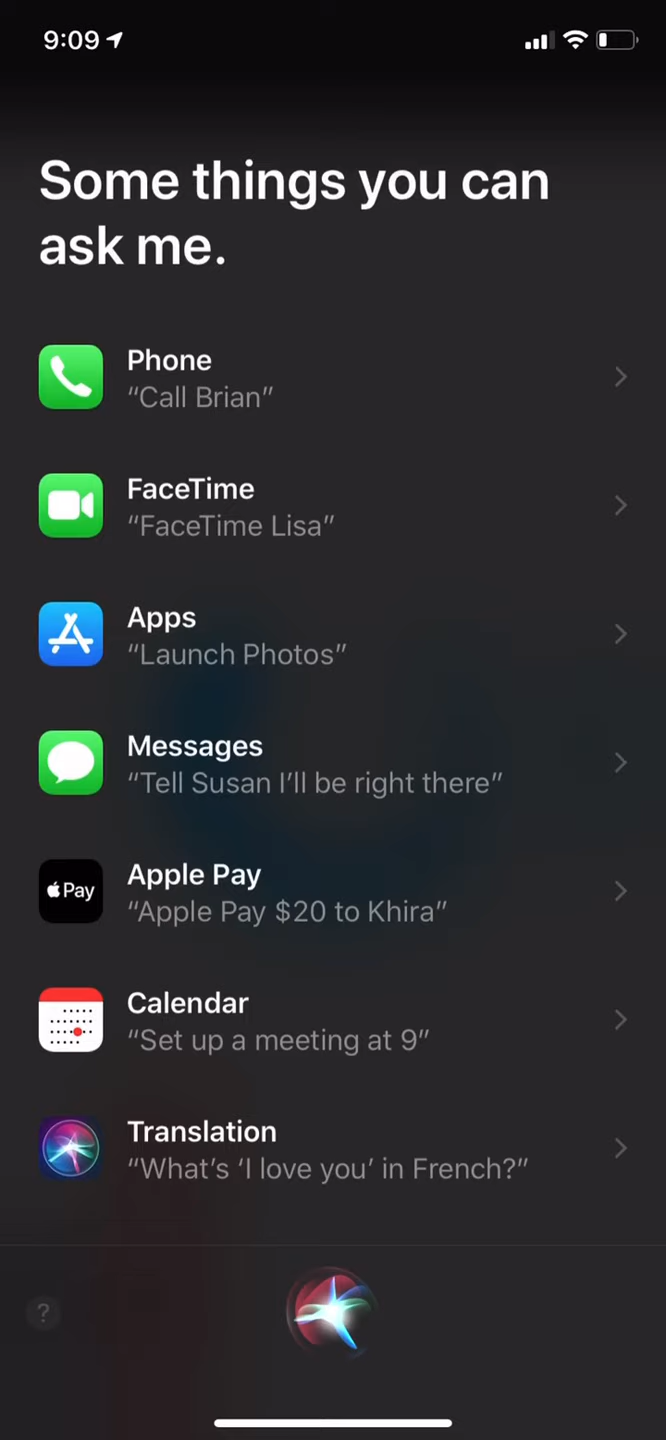 9:09
Some things you can
ask me.
Phone
“Call Brian”
FaceTime
“FaceTime Lisa”
Apps
“Launch Photos”
Messages
“Tell Susan I’ll be right there”
Pay
Apple Pay
“Apple Pay $20 to Khira”
Calendar
“Set up a meeting at 9”
Translation
“What’s ‘I love you’ in French?”
?